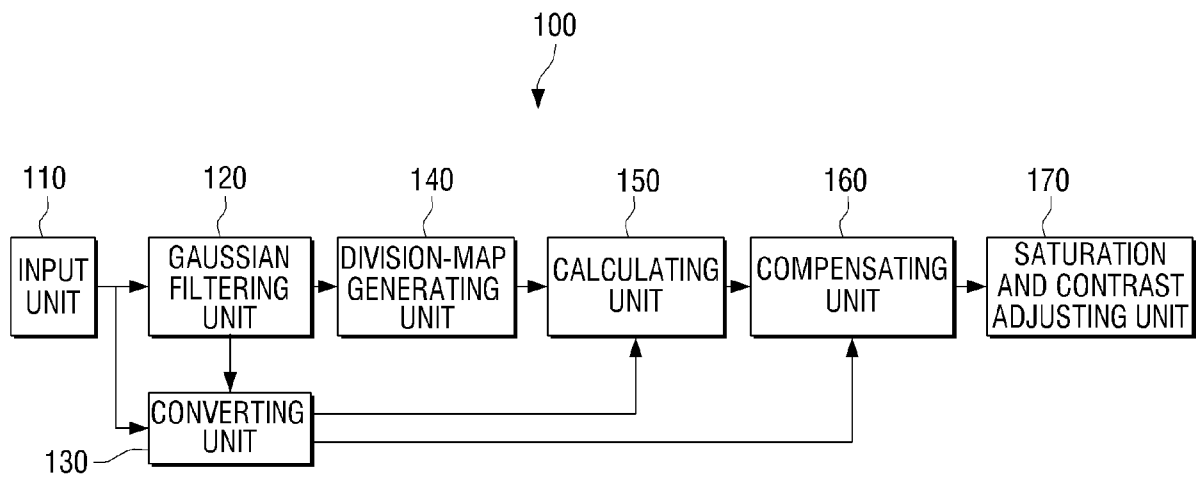 100
110
120
140
150
160
170
INPUT
UNIT
GAUSSIAN
FILTERING
UNIT
DIVISION-MAP
GENERATING
UNIT
CALCULATING
UNIT
COMPENSATING
UNIT
SATURATION
AND CONTRAST
ADJUSTING UNIT
CONVERTING
UNIT
130